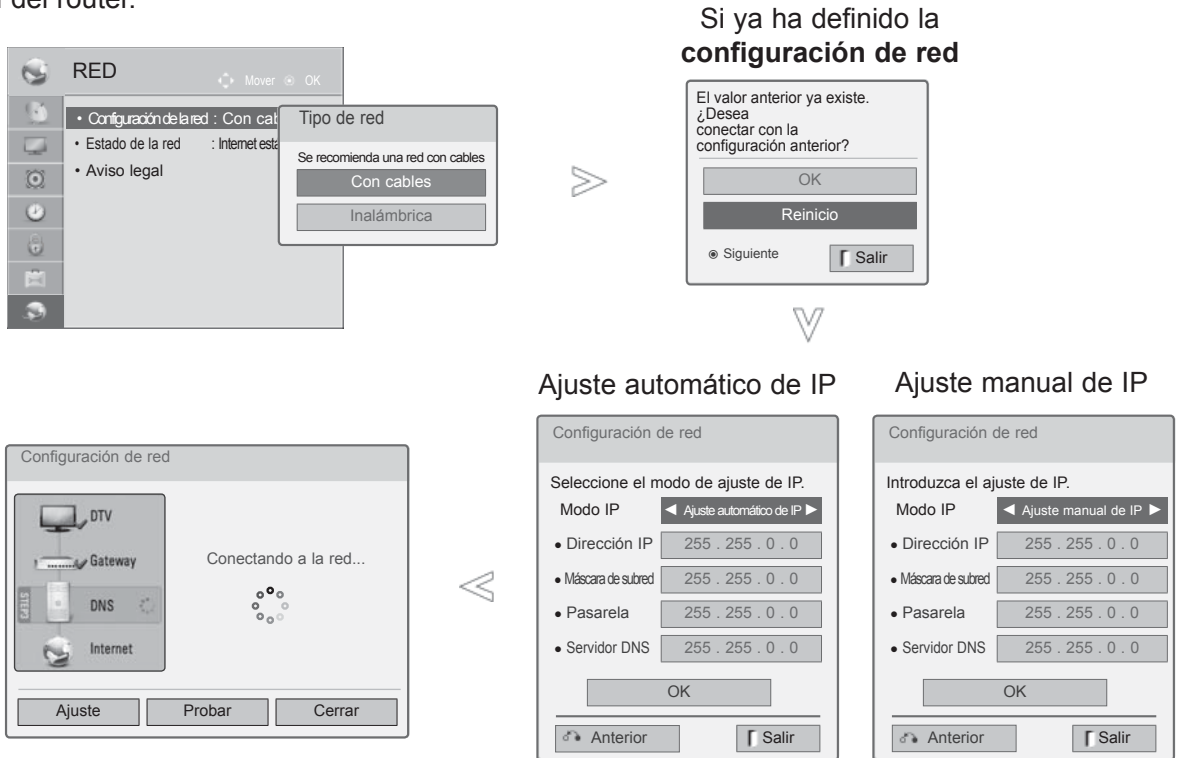 del router.
Si ya ha definido la
configuración de red
RED
Mover OK
• Configuración de la red : Con cab
• Estado de la red : Internet esta
• Aviso legal
Tipo de red
Se recomienda una red con cables
Con cables
Inalámbrica
El valor anterior ya existe.
¿Desea
conectar con la
configuración anterior?
OK
Reinicio
Siguiente
Salir
Ajuste automático de IP
Configuración de red
Seleccione el modo de ajuste de IP.
Modo IP ◄ Ajuste automático de IP ►
• Dirección IP 255 . 255 . 0 . 0
• Máscara de subred 255 . 255 . 0 . 0
• Pasarela 255 . 255 . 0 . 0
• Servidor DNS 255 . 255 . 0 . 0
OK
Anterior
Salir
Ajuste manual de IP
Configuración de red
Introduzca el ajuste de IP.
Modo IP ◄ Ajuste manual de IP ►
• Dirección IP 255 . 255 . 0 . 0
• Máscara de subred 255 . 255 . 0 . 0
• Pasarela 255 . 255 . 0 . 0
• Servidor DNS 255 . 255 . 0 . 0
OK
Anterior
Salir
Configuración de red
DTV
Gateway
STEP3
DNS
Internet
Conectando a la red...
Ajuste
Probar
Cerrar